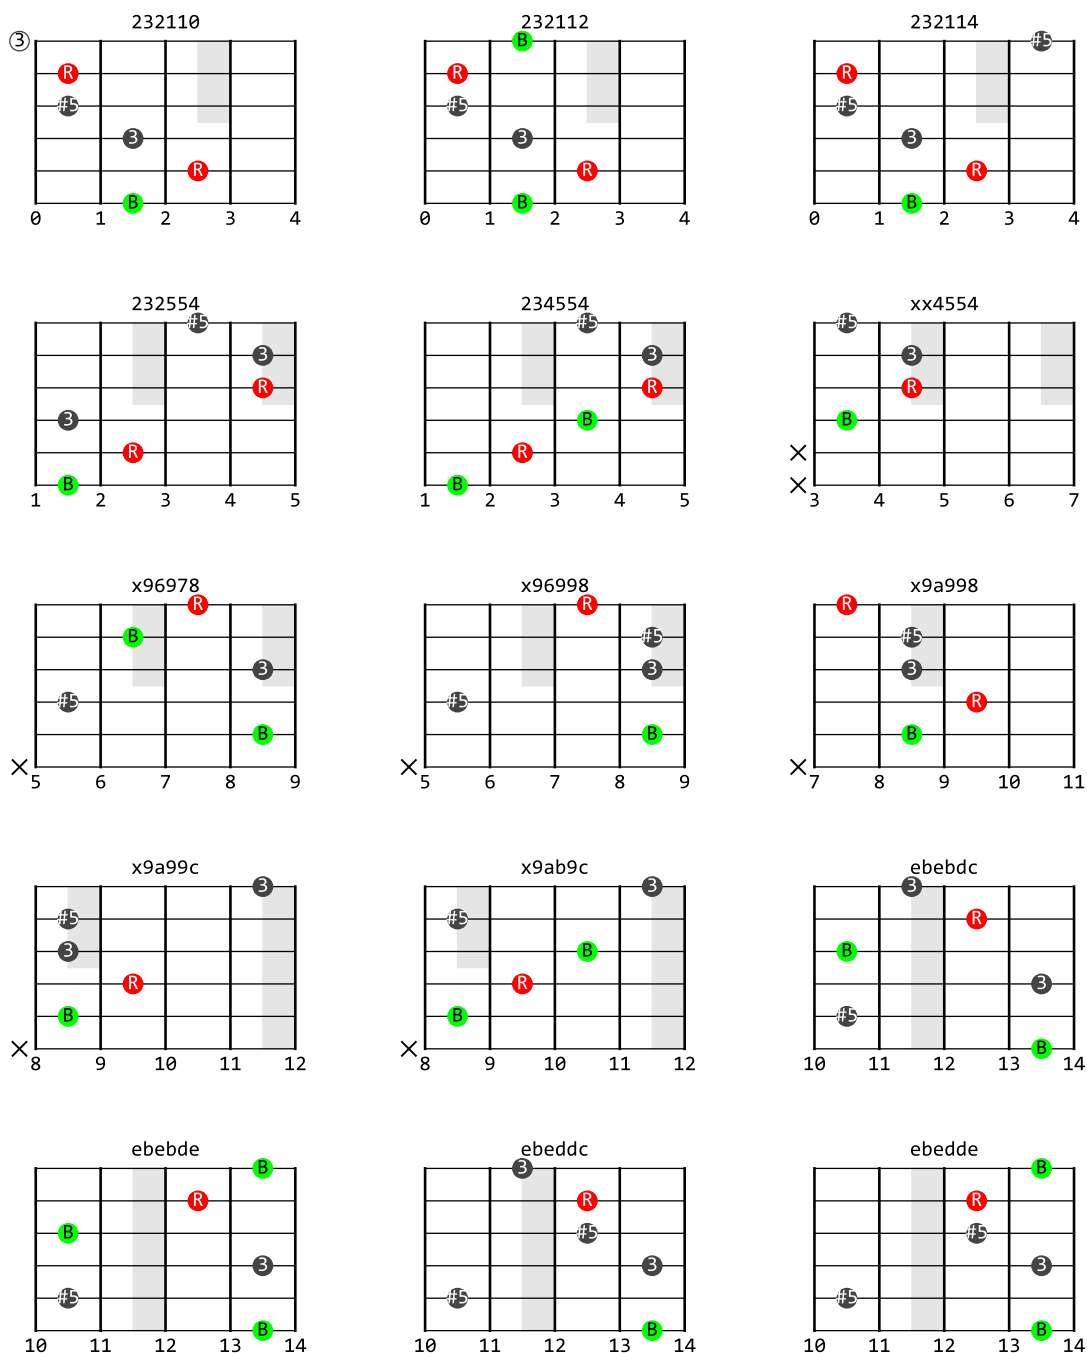 232110 232112 232114
3 B #5
R R R
#5 #5 #5
3 3 3
R R R
B B B
0 1 2 3 4 0 1 2 3 4 0 1 2 3 4
232554 234554 xx4554
#5 #5 #5
3 3 3
R R R
3 B B
R R
B B
1 2 3 4 5 1 2 3 4 5 3 4 5 6 7
x96978 x96998 x9a998
R R R
B #5 #5
3 3 3
#5 #5 R
B B B
5 6 7 8 9 5 6 7 8 9 7 8 9 10 11
x9a99c x9ab9c ebebdc
3 3 3
#5 #5 R
3 B B
R R 3
B B #5
B
8 9 10 11 12 8 9 10 11 12 10 11 12 13 14
ebebde ebeddc ebedde
B 3 B
R R R
B #5 #5
3 3 3
#5 #5 #5
B B B
10 11 12 13 14 10 11 12 13 14 10 11 12 13 14